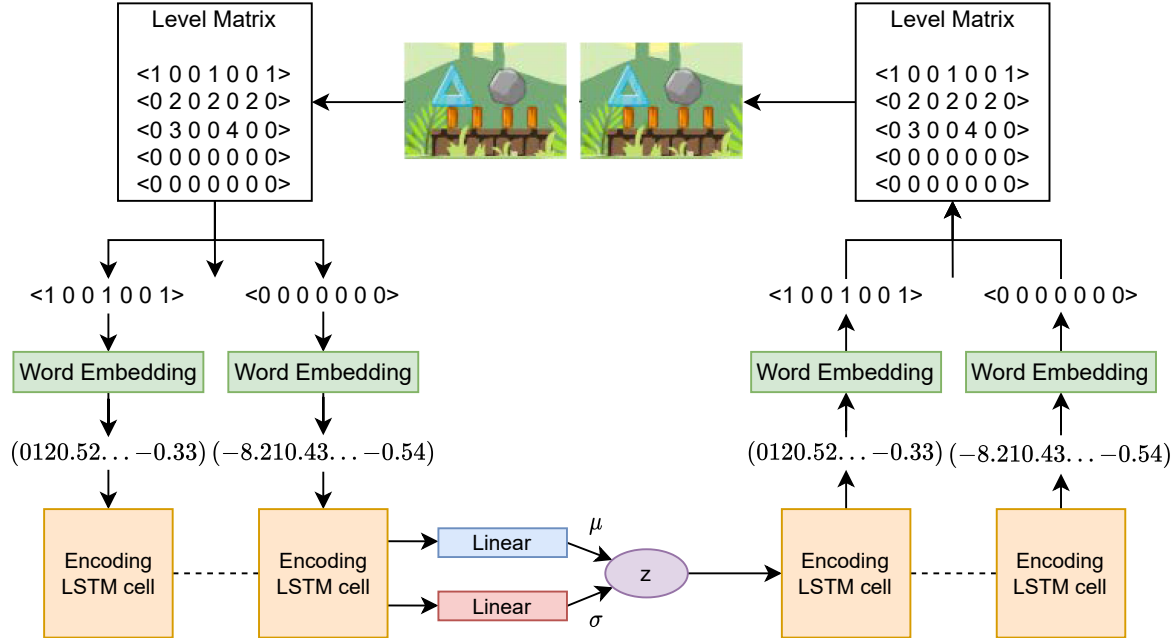 Level Matrix
<1 0 0 1 0 0 1>
<0 2 0 2 0 2 0>
<0 3 0 0 4 0 0>
<0 0 0 0 0 0 0>
<0 0 0 0 0 0 0>
Level Matrix
<1 0 0 1 0 0 1>
<0 2 0 2 0 2 0>
<0 3 0 0 4 0 0>
<0 0 0 0 0 0 0>
<0 0 0 0 0 0 0>
<1 0 0 1 0 0 1>
<0 0 0 0 0 0 0>
<1 0 0 1 0 0 1>
<0 0 0 0 0 0 0>
Word Embedding
Word Embedding
Word Embedding
Word Embedding
(0120.52... −0.33)
(−8.210.43... −0.54)
(0120.52... −0.33)
(−8.210.43... −0.54)
Encoding
LSTM cell
Encoding
LSTM cell
Linear
μ
Linear
σ
z
Encoding
LSTM cell
Encoding
LSTM cell